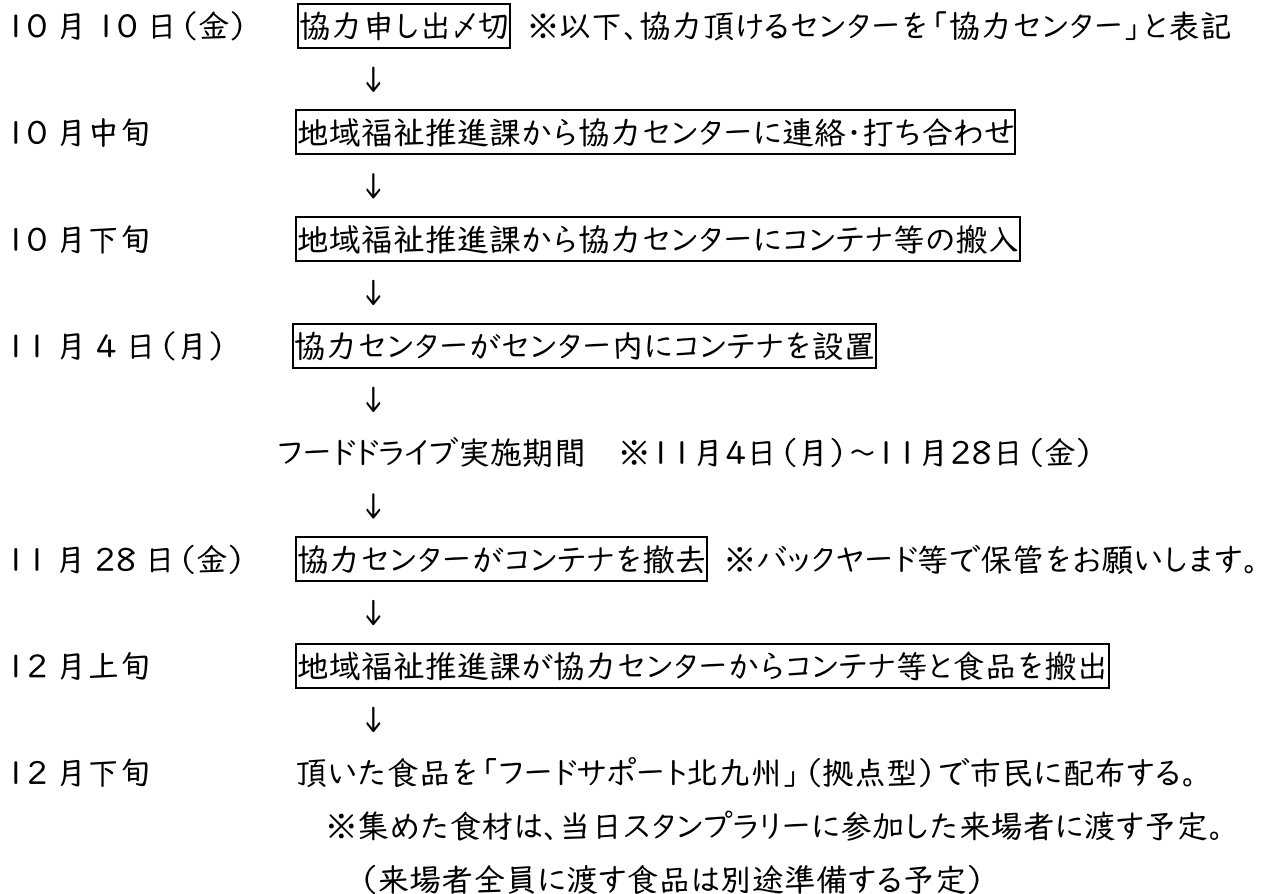 10月10日(金) 協力申し出〆切 ※以下、協力頂けるセンターを「協力センター」と表記
↓
10月中旬 地域福祉推進課から協力センターに連絡・打ち合わせ
↓
10月下旬 地域福祉推進課から協力センターにコンテナ等の搬入
↓
11月4日(月) 協力センターがセンター内にコンテナを設置
↓
フードドライブ実施期間 ※11月4日(月)~11月28日(金)
↓
11月28日(金) 協力センターがコンテナを撤去 ※バックヤード等で保管をお願いします。
↓
12月上旬 地域福祉推進課が協力センターからコンテナ等と食品を搬出
↓
12月下旬 頂いた食品を「フードサポート北九州」(拠点型)で市民に配布する。
※集めた食材は、当日スタンプラリーに参加した来場者に渡す予定。
(来場者全員に渡す食品は別途準備する予定)